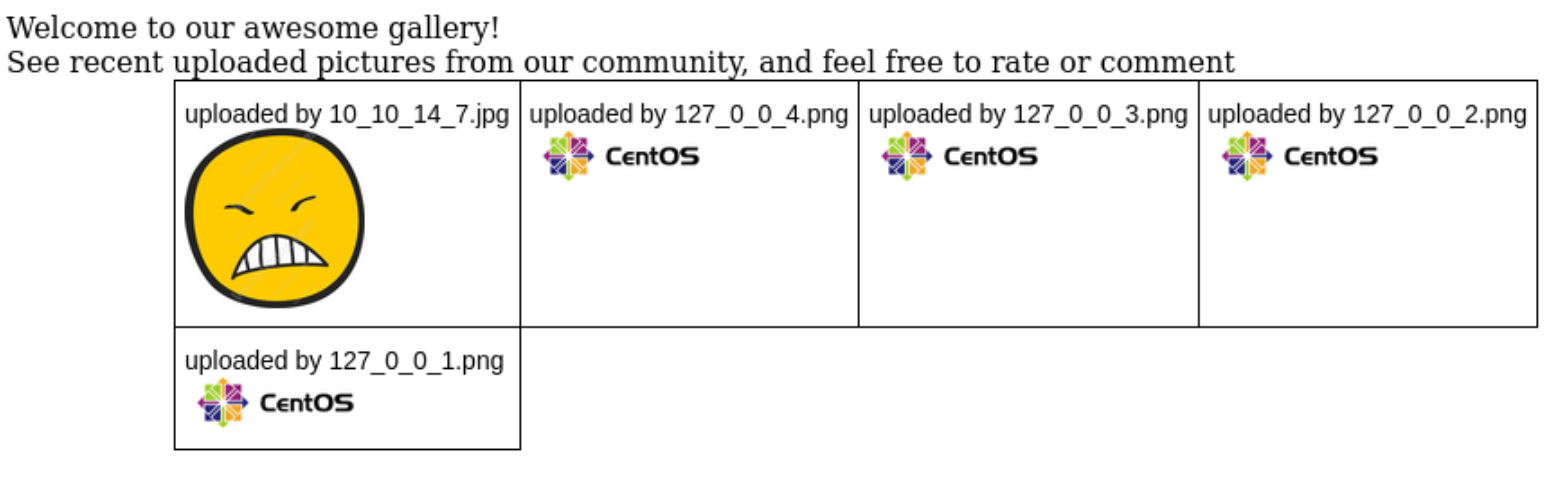 Welcome to our awesome gallery!
See recent uploaded pictures from our community, and feel free to rate or comment
uploaded by 10_10_14_7.jpg
uploaded by 127_0_0_4.png
CentOS
uploaded by 127_0_0_3.png
CentOS
uploaded by 127_0_0_2.png
CentOS
uploaded by 127_0_0_1.png
CentOS